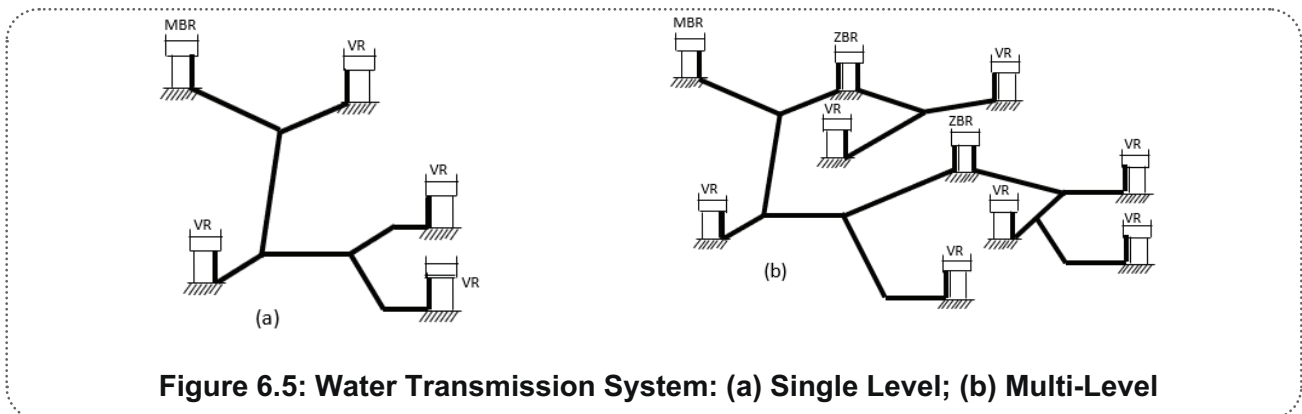 MBR
VR
VR
VR
VR
(a)
MBR
ZBR
VR
VR
ZBR
VR
VR
VR
VR
VR
(b)
Figure 6.5: Water Transmission System: (a) Single Level; (b) Multi-Level